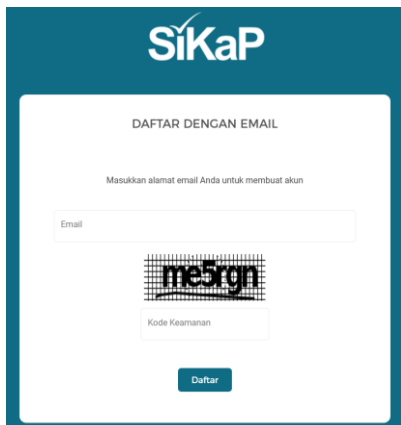 SiKaP
DAFTAR DENGAN EMAIL
Masukkan alamat email Anda untuk membuat akun
Email
me5rgn
Kode Keamanan
Daftar